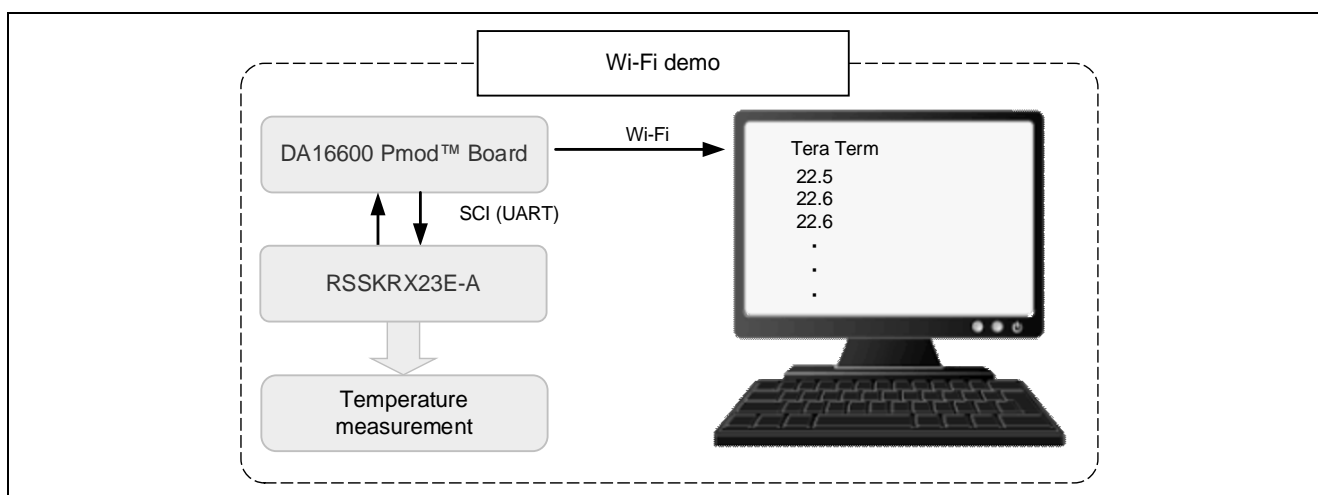 Wi-Fi demo
DA16600 Pmod™ Board
Wi-Fi
SCI (UART)
RSSKRX23E-A
Temperature
measurement
Tera Term
22.5
22.6
22.6
.
.
.